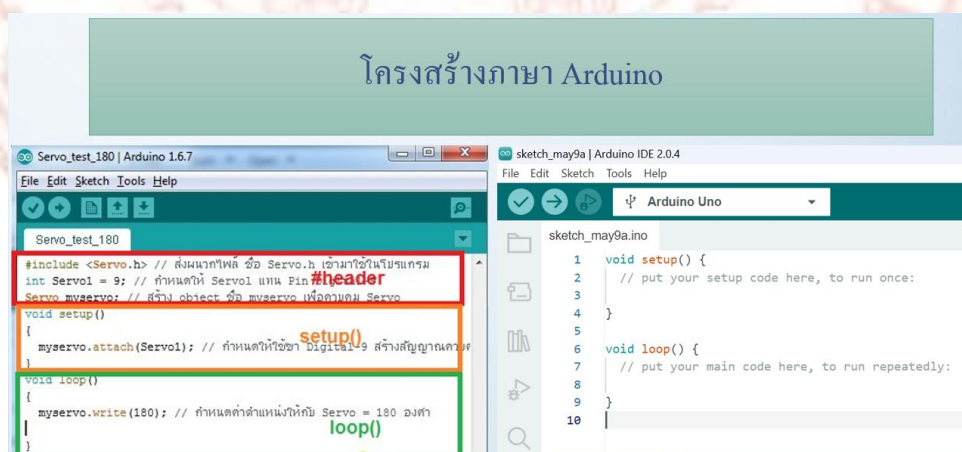 โครงสร้างภาษา Arduino
Servo_test_180 | Arduino 1.6.7
File Edit Sketch Tools Help
Servo_test_180
#include <Servo.h> // ส่งผนวกไฟล์ ชื่อ Servo.h เข้ามาใช้ในโปรแกรม
int Servo1 = 9; // กำหนดให้ Servo1 แทน Pin
#header
Servo myservo; // สร้าง object ชื่อ myservo เพื่อควบคุม Servo
void setup()
{
setup()
myservo.attach(Servo1); // กำหนดให้ใช้ขา Digital-9 สร้างสัญญาณควบค
}
void loop()
{
myservo.write(180); // กำหนดค่าตำแหน่งให้กับ Servo = 180 องศา
loop()
}
sketch_may9a | Arduino IDE 2.0.4
File Edit Sketch Tools Help
Arduino Uno
sketch_may9a.ino
1 void setup() {
2 // put your setup code here, to run once:
3
4 }
5
6 void loop() {
7 // put your main code here, to run repeatedly:
8
9 }
10